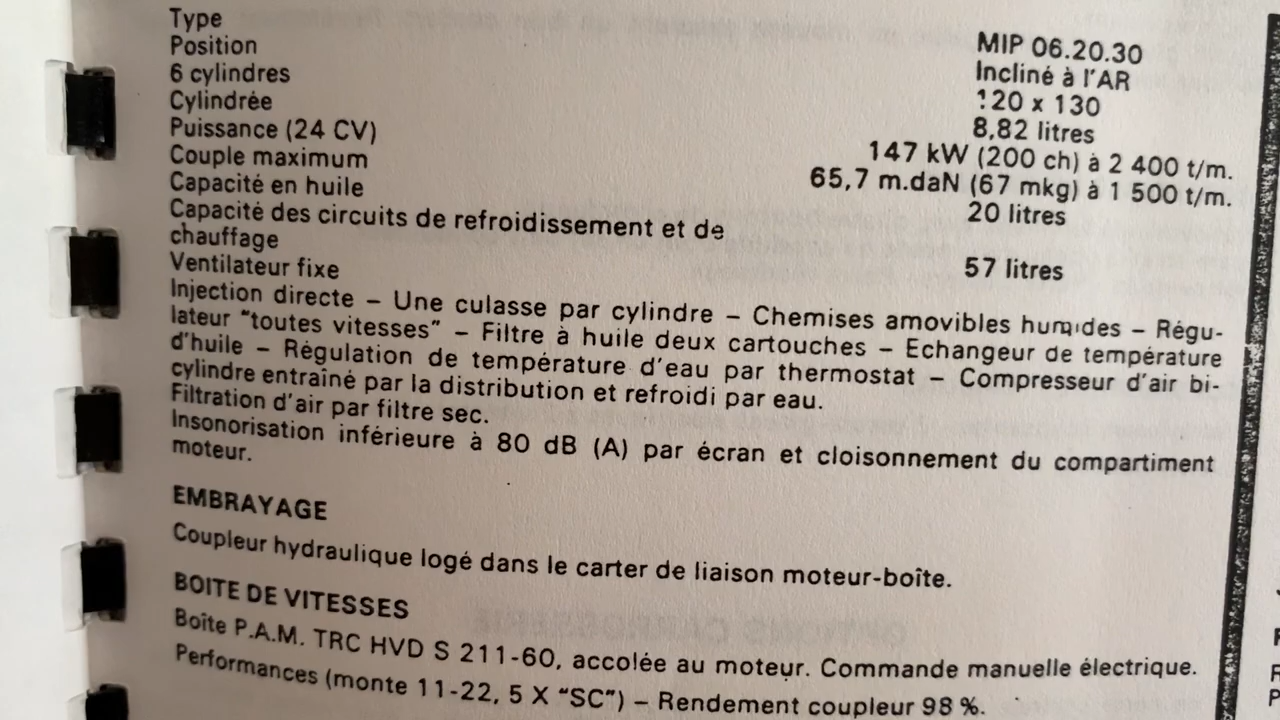 Type MIP 06.20.30
Position Incliné à l'AR
6 cylindres 120 x 130
Cylindrée 8,82 litres
Puissance (24 CV) 147 kW (200 ch) à 2 400 t/m.
Couple maximum 65,7 m.daN (67 mkg) à 1 500 t/m.
Capacité en huile 20 litres
Capacité des circuits de refroidissement et de
chauffage 57 litres
Ventilateur fixe
Injection directe – Une culasse par cylindre – Chemises amovibles humides – Régu-
lateur "toutes vitesses" – Filtre à huile deux cartouches – Echangeur de température
d'huile – Régulation de température d'eau par thermostat – Compresseur d'air bi-
cylindre entraîné par la distribution et refroidi par eau.
Filtration d'air par filtre sec.
Insonorisation inférieure à 80 dB (A) par écran et cloisonnement du compartiment
moteur.
EMBRAYAGE
Coupleur hydraulique logé dans le carter de liaison moteur-boîte.
BOITE DE VITESSES
Boîte P.A.M. TRC HVD S 211-60, accolée au moteur. Commande manuelle électrique.
Performances (monte 11-22, 5 X "SC") – Rendement coupleur 98 %.